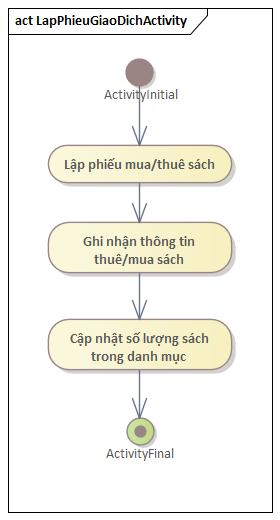 act LapPhieuGiaoDichActivity
ActivityInitial
Lập phiếu mua/thuê sách
Ghi nhận thông tin
thuê/mua sách
Cập nhật số lượng sách
trong danh mục
ActivityFinal